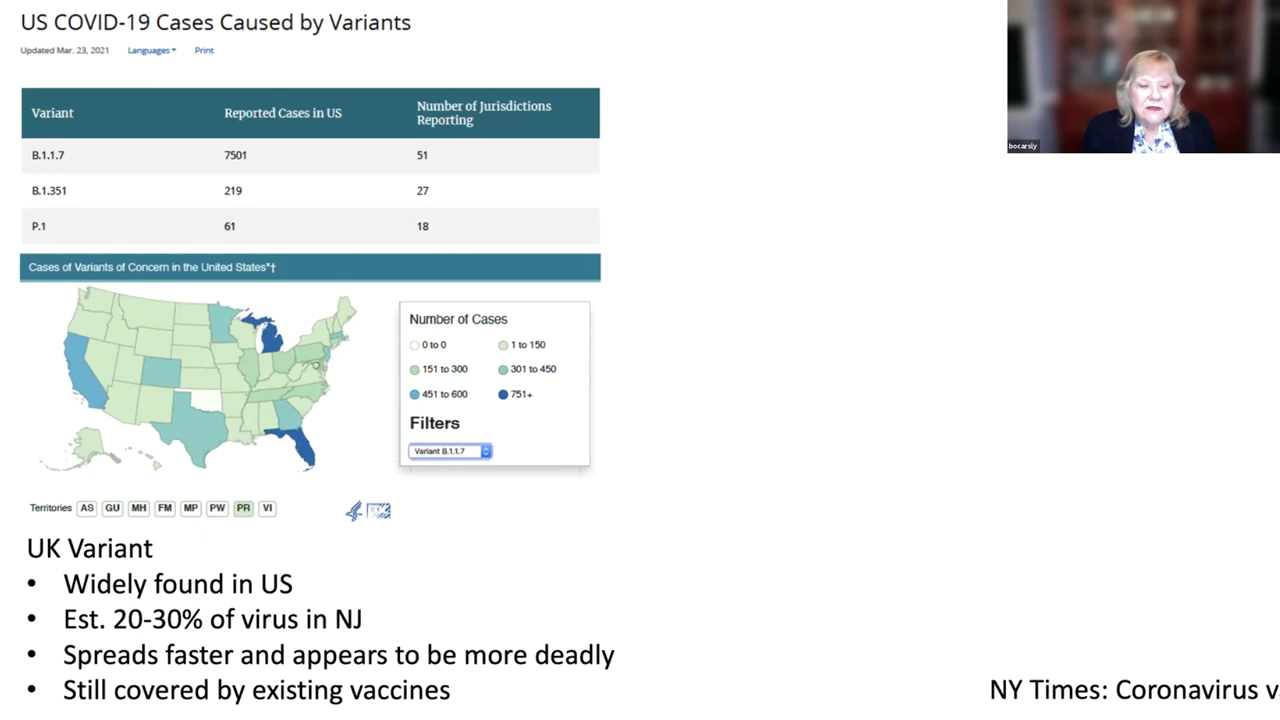 US COVID-19 Cases Caused by Variants
Updated Mar. 23, 2021 Languages Print
Variant Reported Cases in US Number of Jurisdictions Reporting
B.1.1.7 7501 51
B.1.351 219 27
P.1 61 18
bocarsly
Cases of Variants of Concern in the United States*†
Number of Cases
0 to 0 1 to 150
151 to 300 301 to 450
451 to 600 751+
Filters
Variant B.1.1.7
Territories AS GU MH FM MP PW PR VI
UK Variant
• Widely found in US
• Est. 20-30% of virus in NJ
• Spreads faster and appears to be more deadly
• Still covered by existing vaccines
NY Times: Coronavirus v